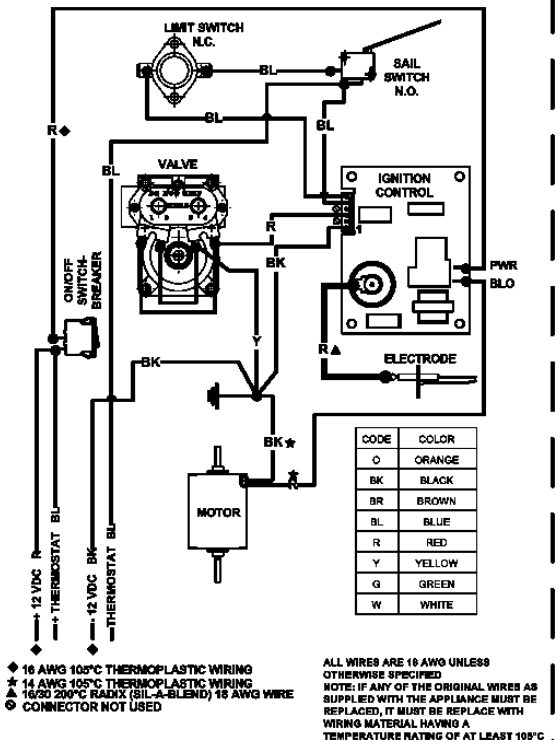 LIMIT SWITCH
N.C.
BL
SAIL
SWITCH
N.O.
BL
BL
R
BL
VALVE
IGNITION
CONTROL
1
R
BK
PWR
BLO
ON/OFF
SWITCH-
BREAKER
Y
R
ELECTRODE
BK
BK
MOTOR
CODE COLOR
O ORANGE
BK BLACK
BR BROWN
BL BLUE
R RED
Y YELLOW
G GREEN
W WHITE
+ 12 VDC R
+ THERMOSTAT BL
- 12 VDC BK
-THERMOSTAT BL
◆ 16 AWG 105°C THERMOPLASTIC WIRING
★ 14 AWG 105°C THERMOPLASTIC WIRING
▲ 16/30 200°C RADIX (SIL-A-BLEND) 18 AWG WIRE
CONNECTOR NOT USED
ALL WIRES ARE 18 AWG UNLESS
OTHERWISE SPECIFIED
NOTE: IF ANY OF THE ORIGINAL WIRES AS
SUPPLIED WITH THE APPLIANCE MUST BE
REPLACED, IT MUST BE REPLACE WITH
WIRING MATERIAL HAVING A
TEMPERATURE RATING OF AT LEAST 105°C